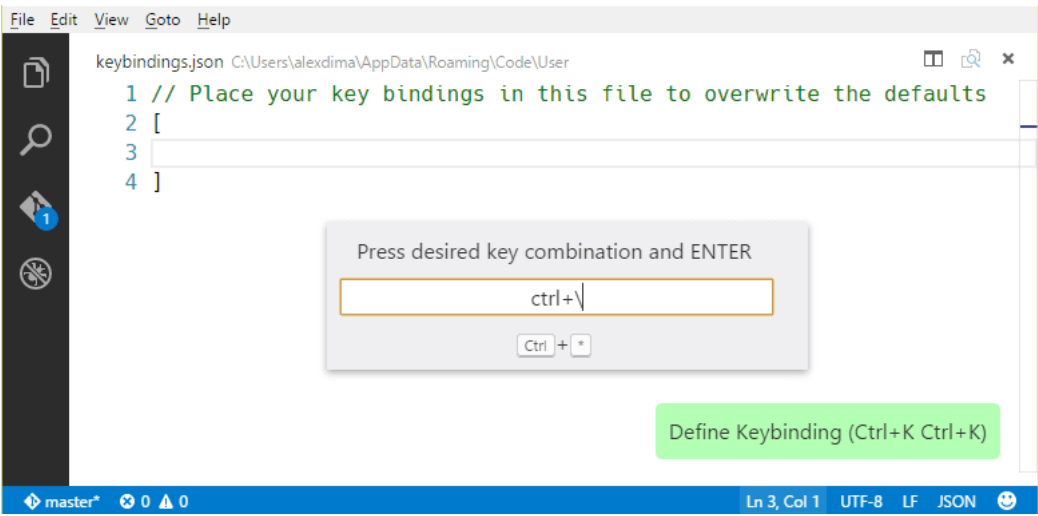 File Edit View Goto Help
keybindings.json C:\Users\alexdima\AppData\Roaming\Code\User
1 // Place your key bindings in this file to overwrite the defaults
2 [
3
4 ]
1
Press desired key combination and ENTER
ctrl+\
Ctrl + *
Define Keybinding (Ctrl+K Ctrl+K)
master* 0 0 Ln 3, Col 1 UTF-8 LF JSON